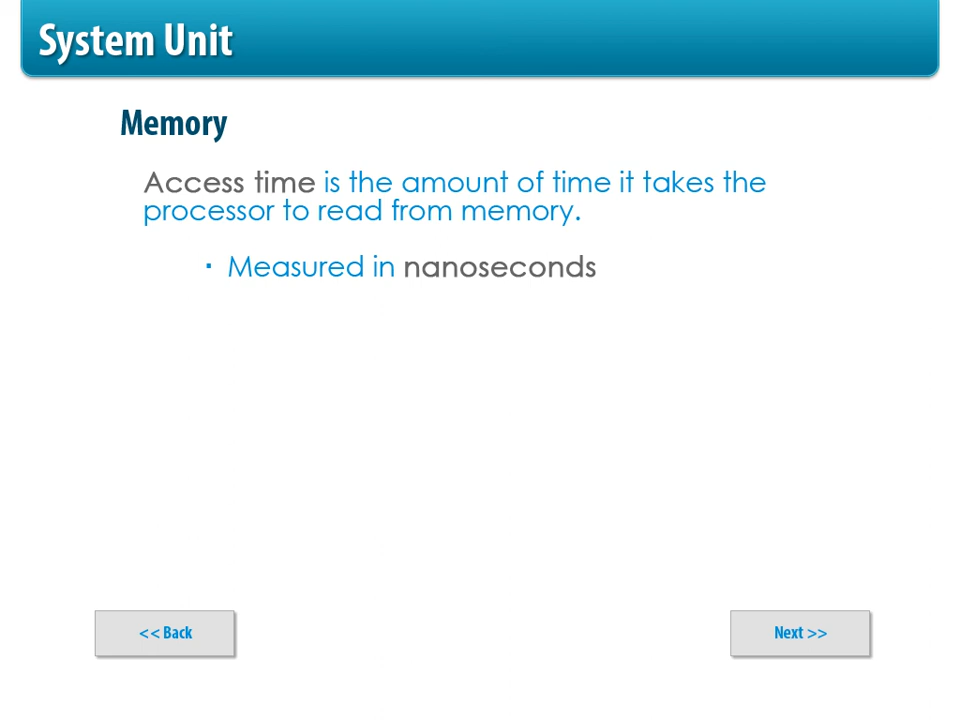 System Unit
Memory
Access time is the amount of time it takes the
processor to read from memory.
· Measured in nanoseconds
<< Back
Next >>